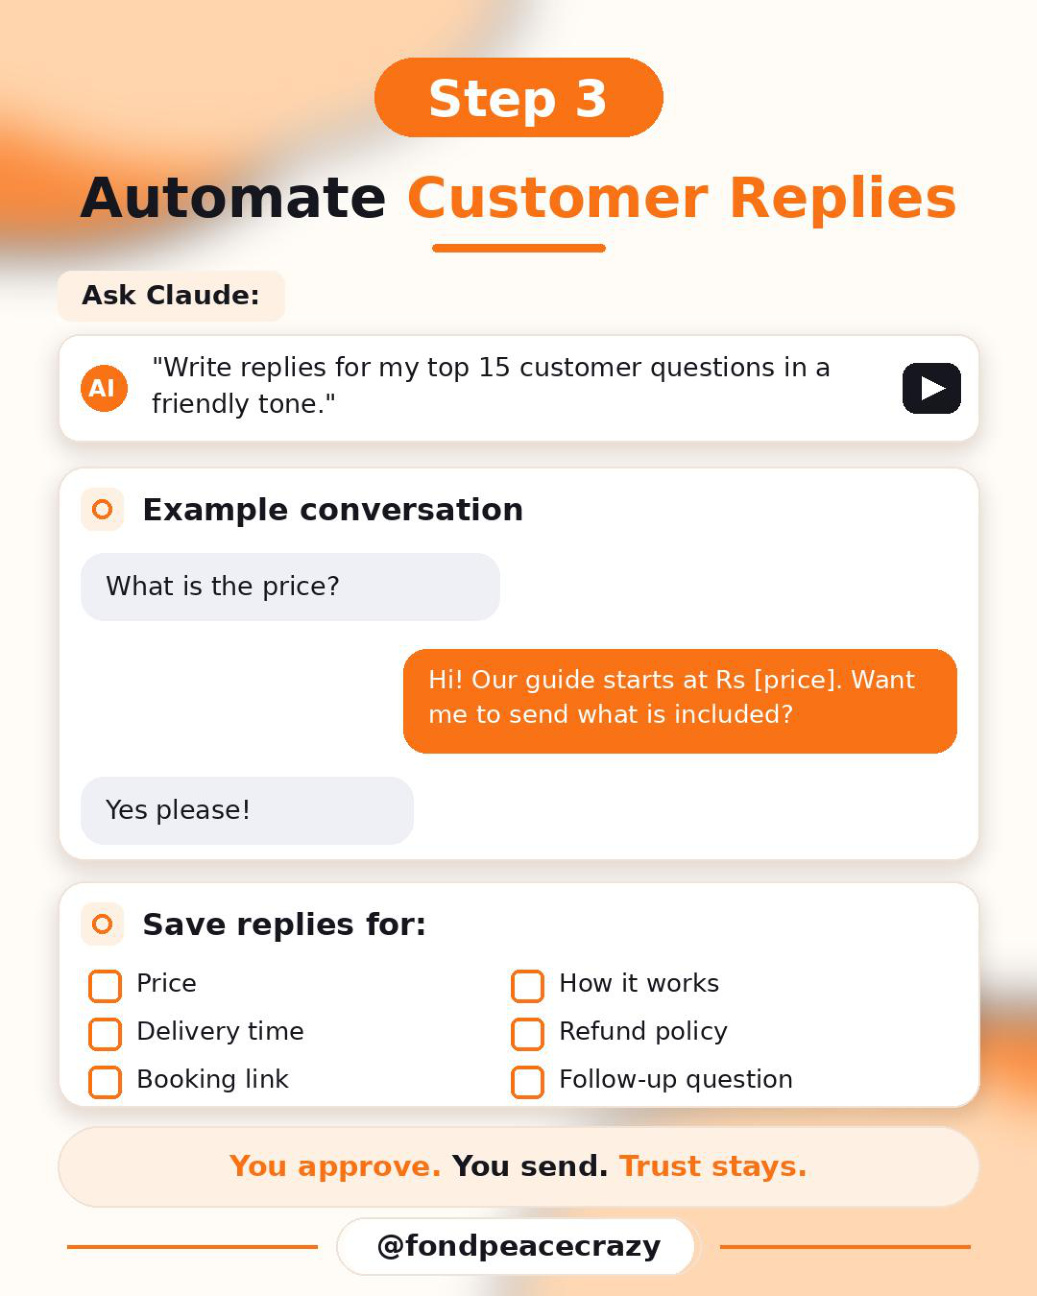 Step 3
Automate Customer Replies
Ask Claude:
AI
"Write replies for my top 15 customer questions in a
friendly tone."
Example conversation
What is the price?
Hi! Our guide starts at Rs [price]. Want
me to send what is included?
Yes please!
Save replies for:
Price
How it works
Delivery time
Refund policy
Booking link
Follow-up question
You approve. You send. Trust stays.
@fondpeacecrazy